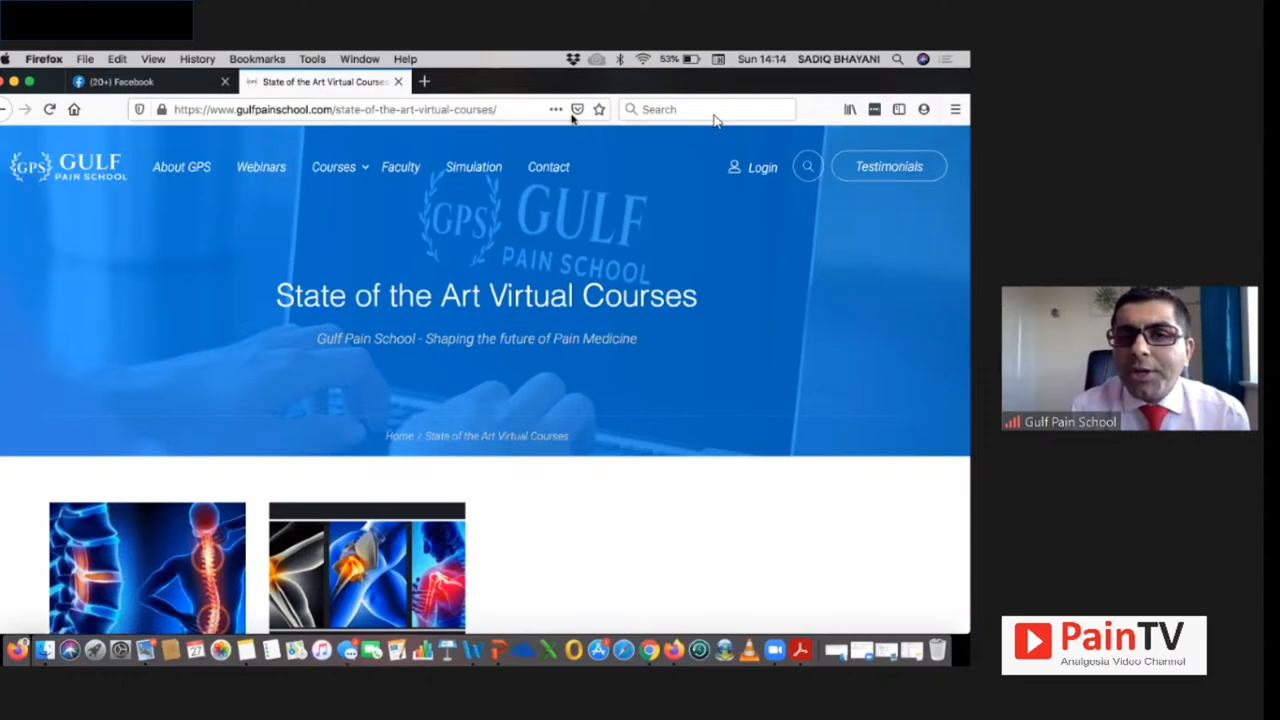 Firefox File Edit View History Bookmarks Tools Window Help 53% Sun 14:14 SADIQ BHAYANI
(20+) Facebook State of the Art Virtual Courses
https://www.gulfpainschool.com/state-of-the-art-virtual-courses/ Search
GPS GULF PAIN SCHOOL
About GPS Webinars Courses Faculty Simulation Contact Login Testimonials
GPS GULF
PAIN SCHOOL
State of the Art Virtual Courses
Gulf Pain School - Shaping the future of Pain Medicine
Home / State of the Art Virtual Courses
27
Gulf Pain School
PainTV
Analgesia Video Channel